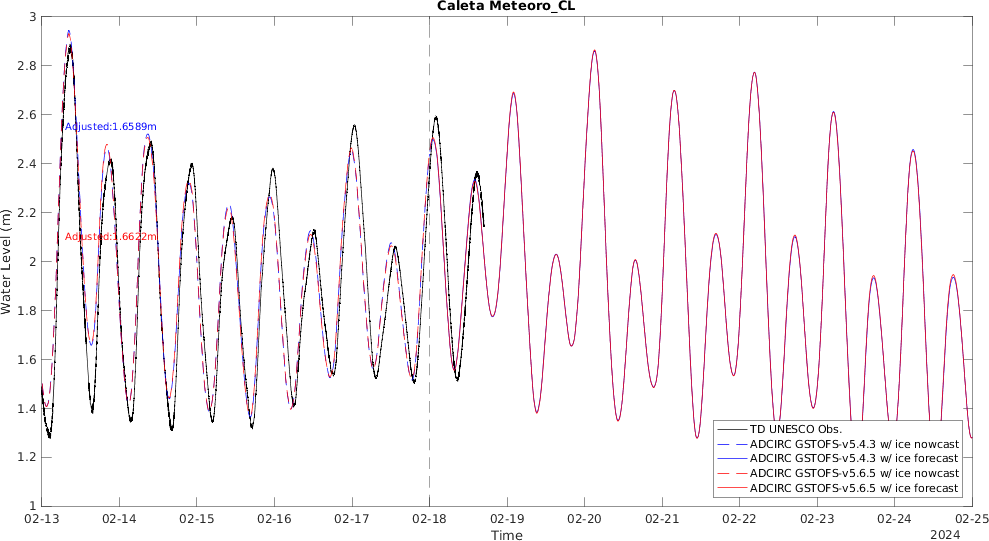 Caleta Meteoro_CL
3
2.8
2.6
2.4
2.2
2
1.8
1.6
1.4
1.2
1
Water Level (m)
Adjusted:1.6589m
Adjusted:1.6622m
TD UNESCO Obs.
ADCIRC GSTOFS-v5.4.3 w/ ice nowcast
ADCIRC GSTOFS-v5.4.3 w/ ice forecast
ADCIRC GSTOFS-v5.6.5 w/ ice nowcast
ADCIRC GSTOFS-v5.6.5 w/ ice forecast
02-13 02-14 02-15 02-16 02-17 02-18 02-19 02-20 02-21 02-22 02-23 02-24 02-25
Time
2024